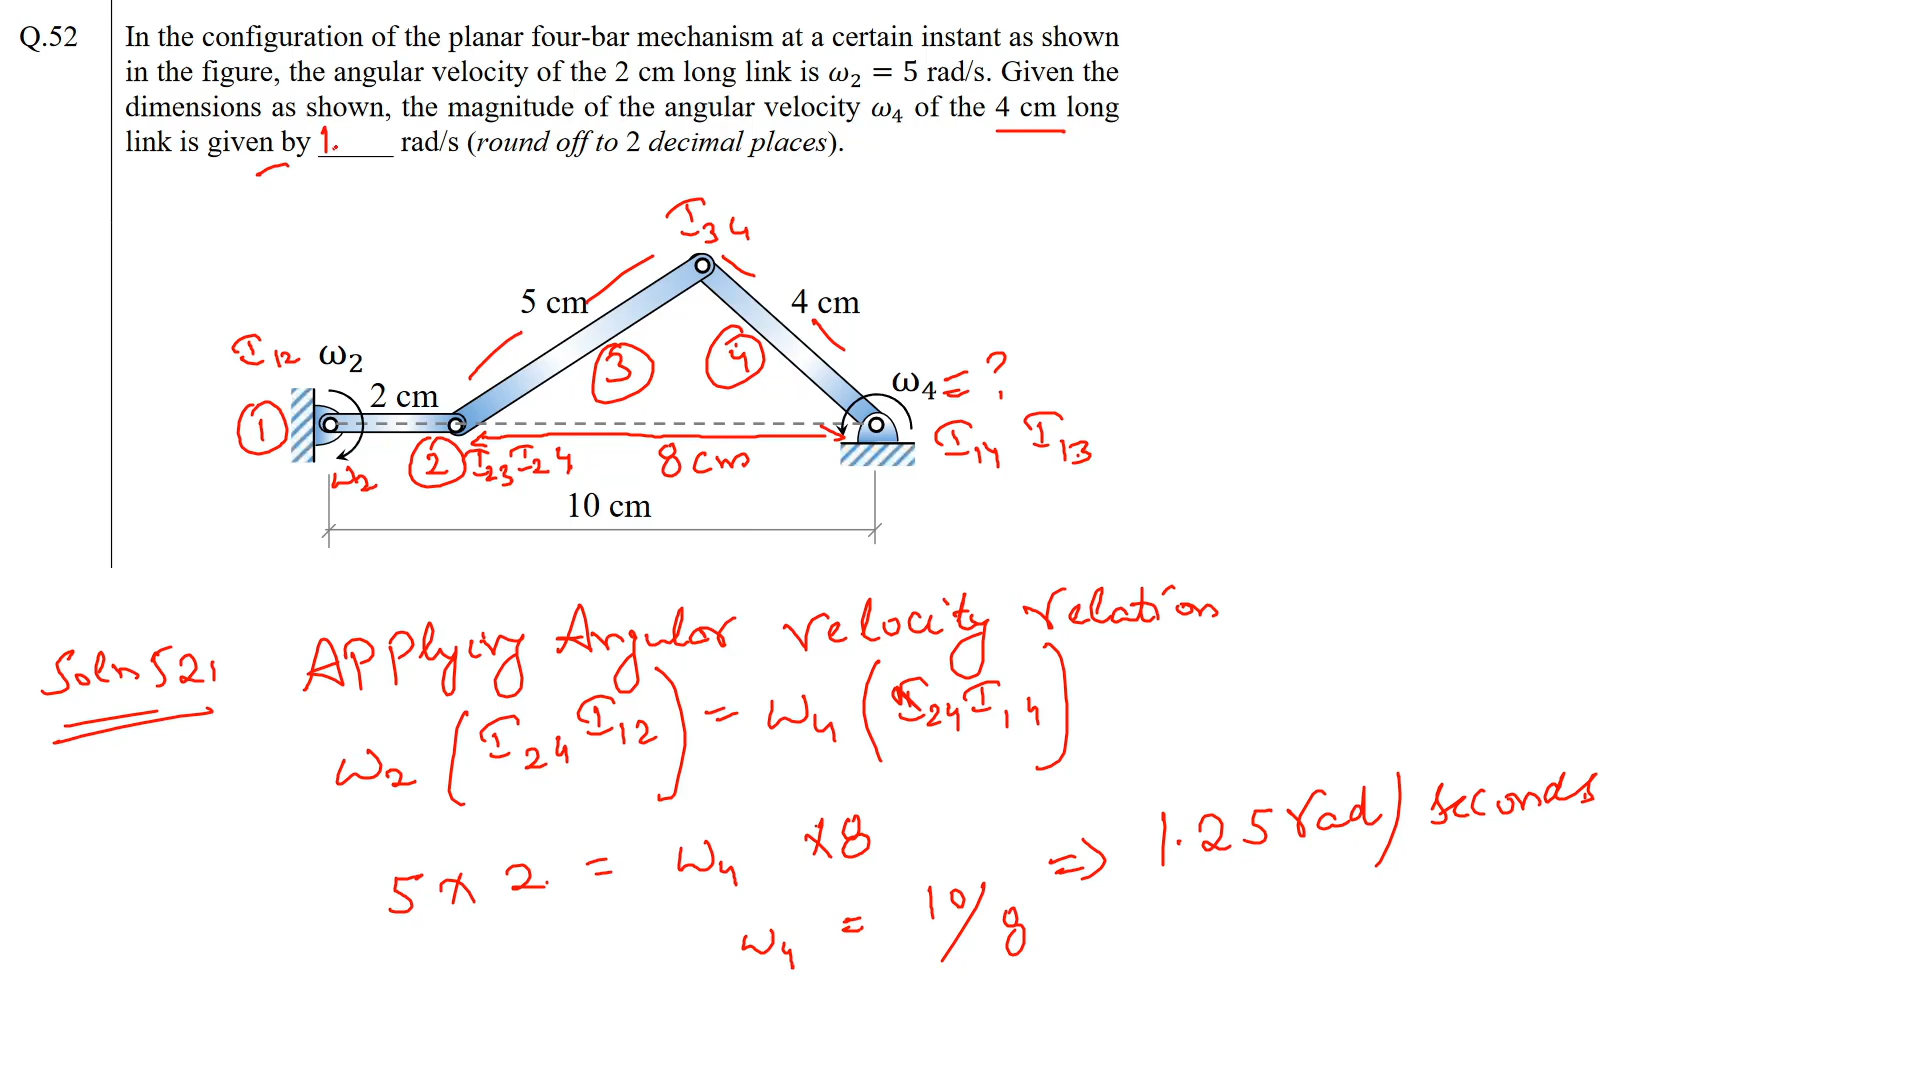 Q.52
In the configuration of the planar four-bar mechanism at a certain instant as shown
in the figure, the angular velocity of the 2 cm long link is ω₂ = 5 rad/s. Given the
dimensions as shown, the magnitude of the angular velocity ω₄ of the 4 cm long
link is given by 1. _____ rad/s (round off to 2 decimal places).
I₃₄
5 cm
4 cm
I₁₂ ω₂
3
4
2 cm
ω₄ = ?
1
I₁₄ I₁₃
ω₂
2
I₂₃ I₂₄
8 cms
10 cm
Soln 52,
Applying Angular velocity relation
ω₂ (I₂₄ I₁₂) = ω₄ (I₂₄ I₁₄)
5 × 2 = ω₄ × 8
ω₄ = 10/8 => 1.25 rad/seconds